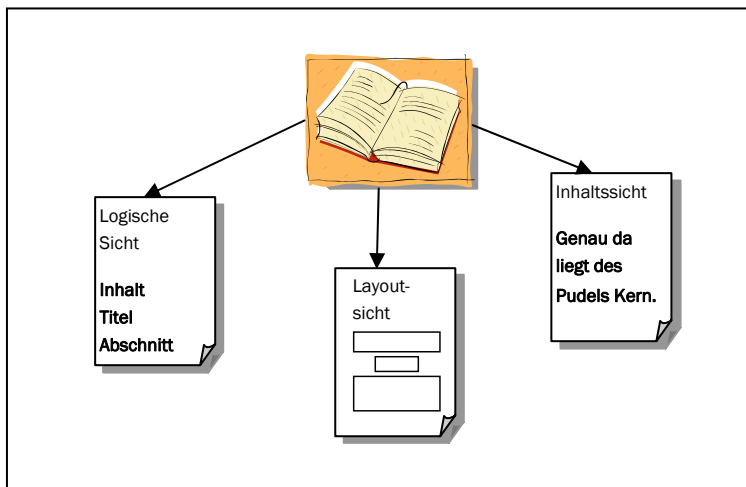 Logische
Sicht
Inhalt
Titel
Abschnitt
Layout-
sicht
Inhaltssicht
Genau da
liegt des
Pudels Kern.